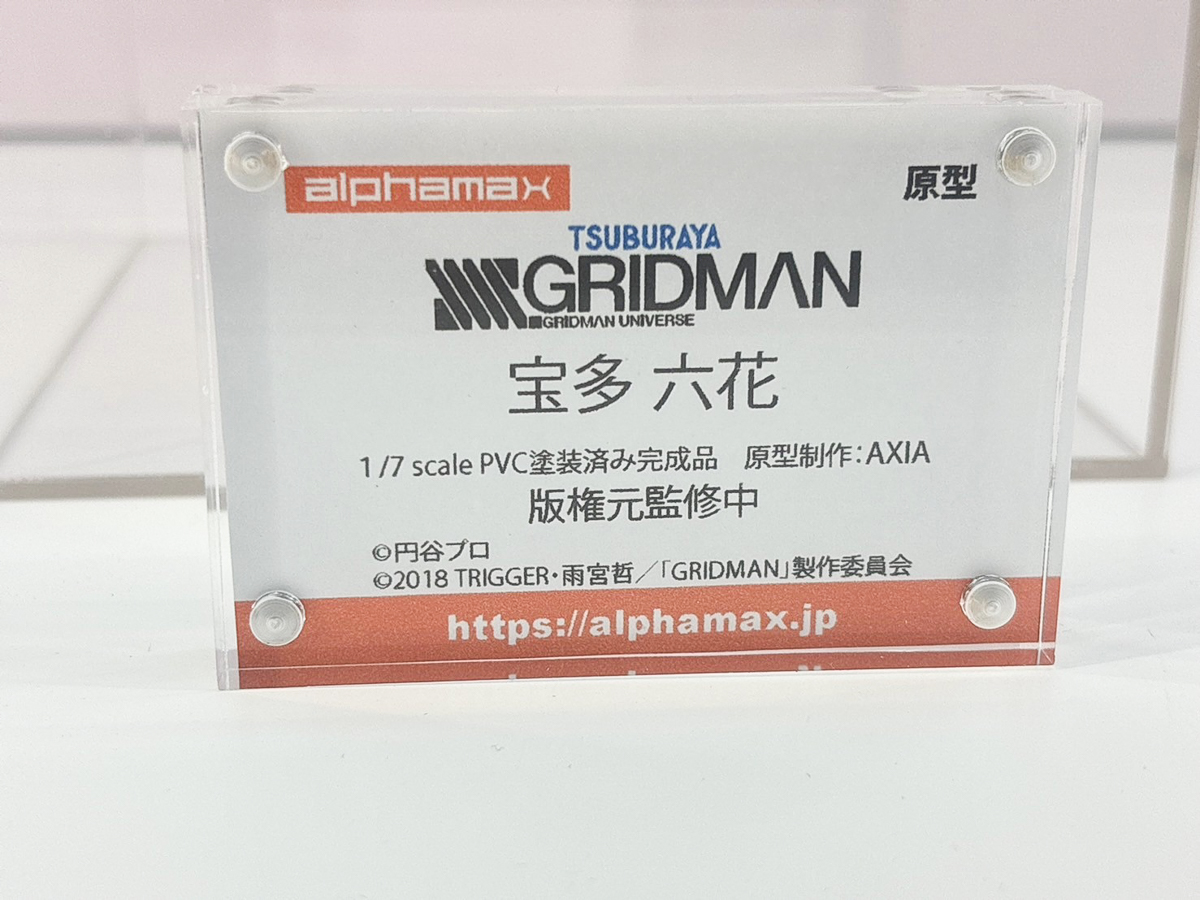 alphamax
原型
TSUBURAYA
GRIDMAN
GRIDMAN UNIVERSE
宝多 六花
1/7 scale PVC塗装済み完成品 原型制作：AXIA
版権元監修中
©円谷プロ
©2018 TRIGGER・雨宮哲／「GRIDMAN」製作委員会
https://alphamax.jp